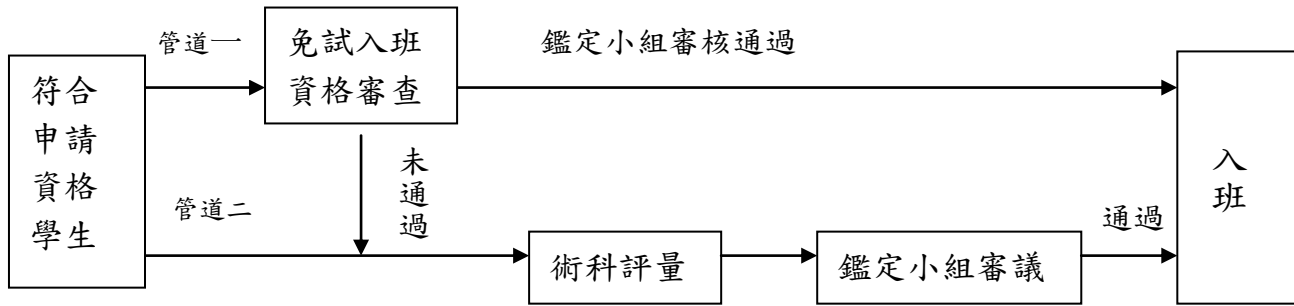 符合
申請
資格
學生
管道一
免試入班
資格審查
鑑定小組審核通過
未
通
過
管道二
術科評量
鑑定小組審議
通過
入
班